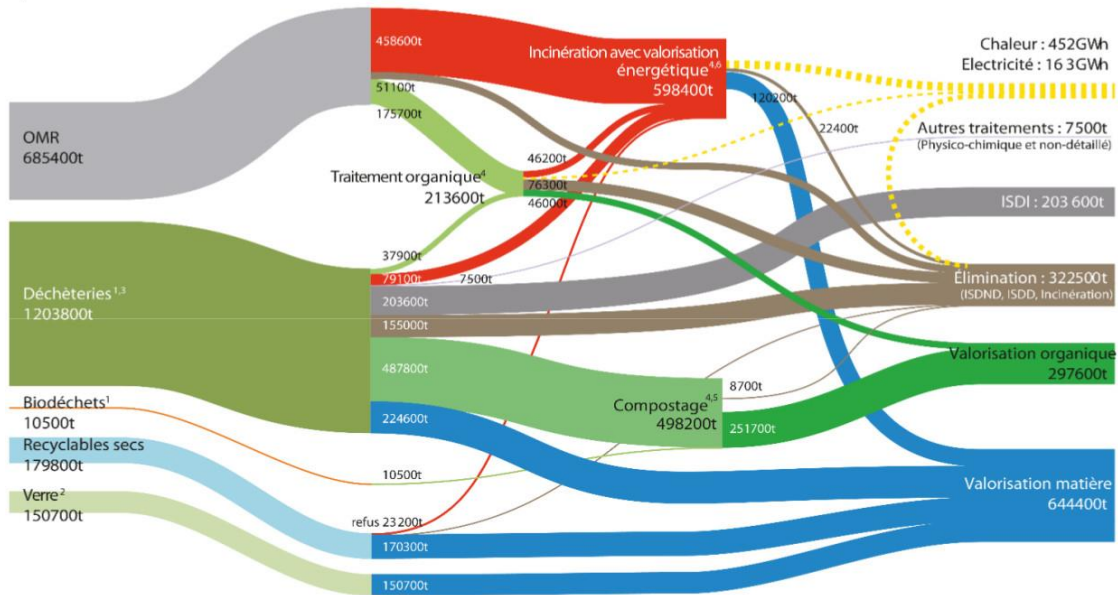 OMR
685400t
Déchèteries1,3
1203800t
Biodéchets1
10500t
Recyclables secs
179800t
Verre2
150700t
458600t
51100t
175700t
Traitement organique4
213600t
37900t
79100t
7500t
203600t
155000t
487800t
224600t
10500t
refus 23200t
170300t
150700t
46200t
76300t
46000t
Incinération avec valorisation
énergétique4,6
598400t
120200t
22400t
Compostage4,5
498200t
8700t
251700t
Chaleur : 452GWh
Electricité : 16 3GWh
Autres traitements : 7500t
(Physico-chimique et non-détaillé)
ISDI : 203 600t
Élimination : 322500t
(ISDND, ISDD, Incinération)
Valorisation organique
297600t
Valorisation matière
644400t